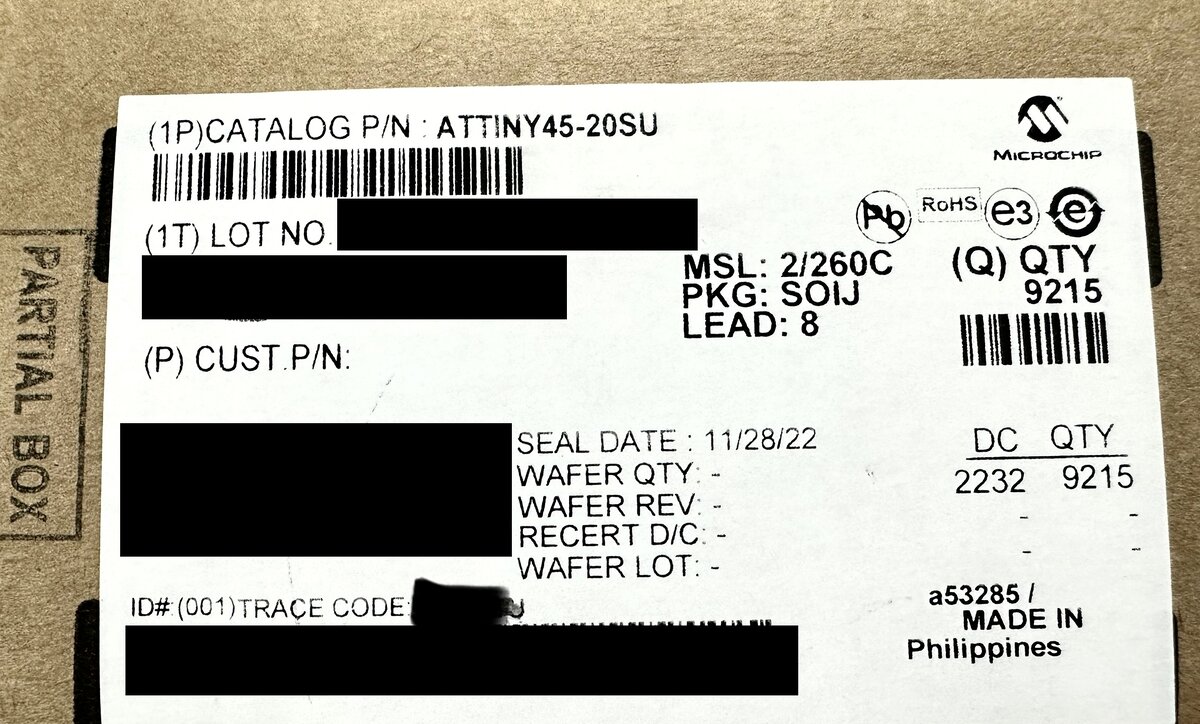 (1P)CATALOG P/N : ATTINY45-20SU
MICROCHIP
(1T) LOT NO.
Pb
RoHS
e3
e
MSL: 2/260C
PKG: SOIJ
LEAD: 8
(Q) QTY
9215
(P) CUST.P/N:
SEAL DATE : 11/28/22
WAFER QTY: -
WAFER REV: -
RECERT D/C: -
WAFER LOT: -
DC QTY
2232 9215
- -
- -
ID#:(001)TRACE CODE:
a53285 /
MADE IN
Philippines
PARTIAL BOX